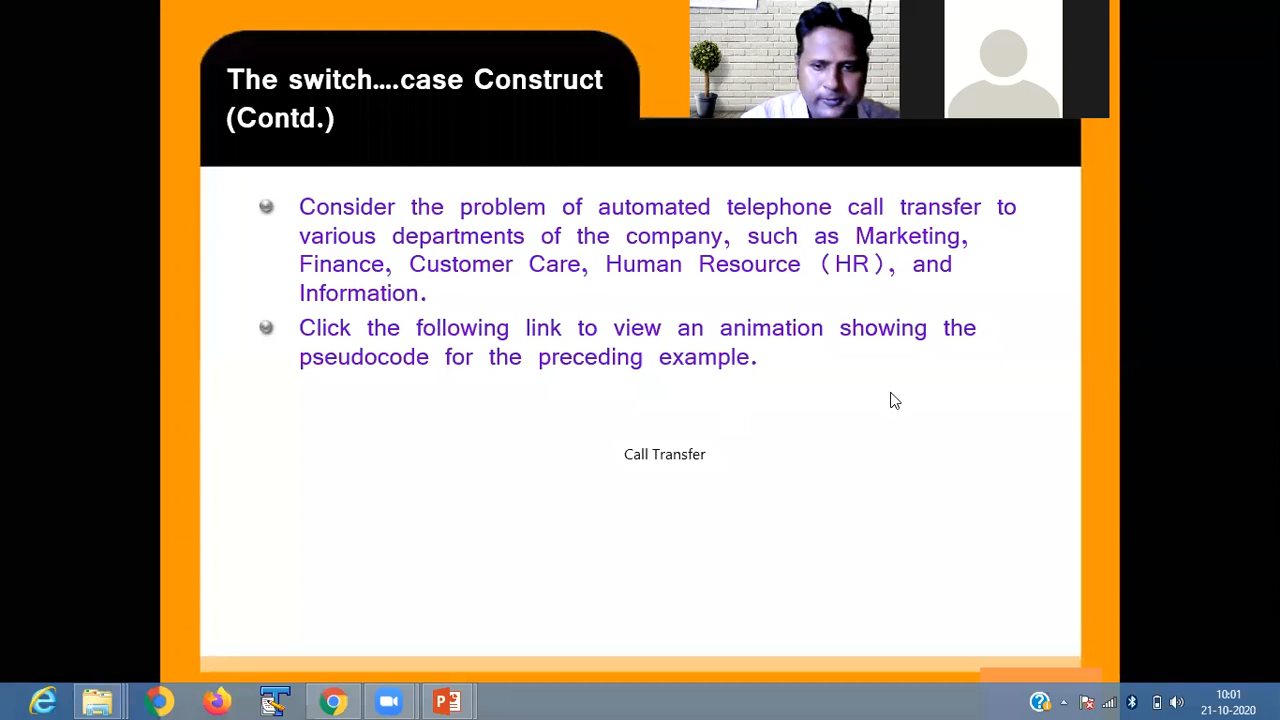 The switch....case Construct
(Contd.)
Consider the problem of automated telephone call transfer to
various departments of the company, such as Marketing,
Finance, Customer Care, Human Resource (HR), and
Information.
Click the following link to view an animation showing the
pseudocode for the preceding example.
Call Transfer
10:01
21-10-2020